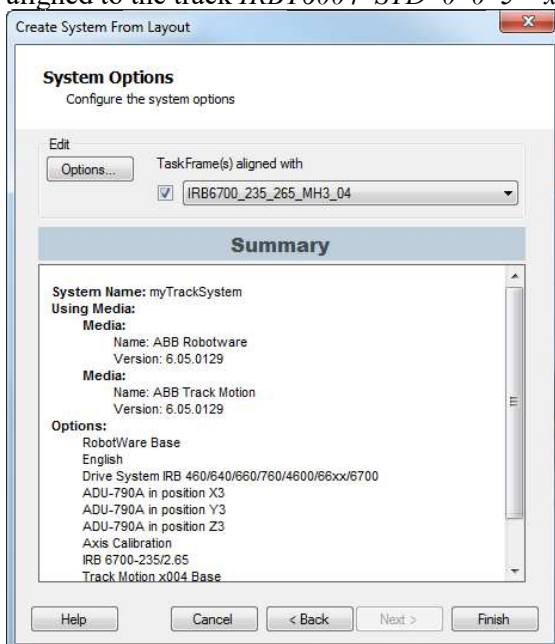 Create System From Layout
System Options
Configure the system options
Edit
Options...
TaskFrame(s) aligned with
IRB6700_235_265_MH3_04
Summary
System Name: myTrackSystem
Using Media:
Media:
Name: ABB Robotware
Version: 6.05.0129
Media:
Name: ABB Track Motion
Version: 6.05.0129
Options:
RobotWare Base
English
Drive System IRB 460/640/660/760/4600/66xx/6700
ADU-790A in position X3
ADU-790A in position Y3
ADU-790A in position Z3
Axis Calibration
IRB 6700-235/2.65
Track Motion x004 Base
Help
Cancel
< Back
Next >
Finish